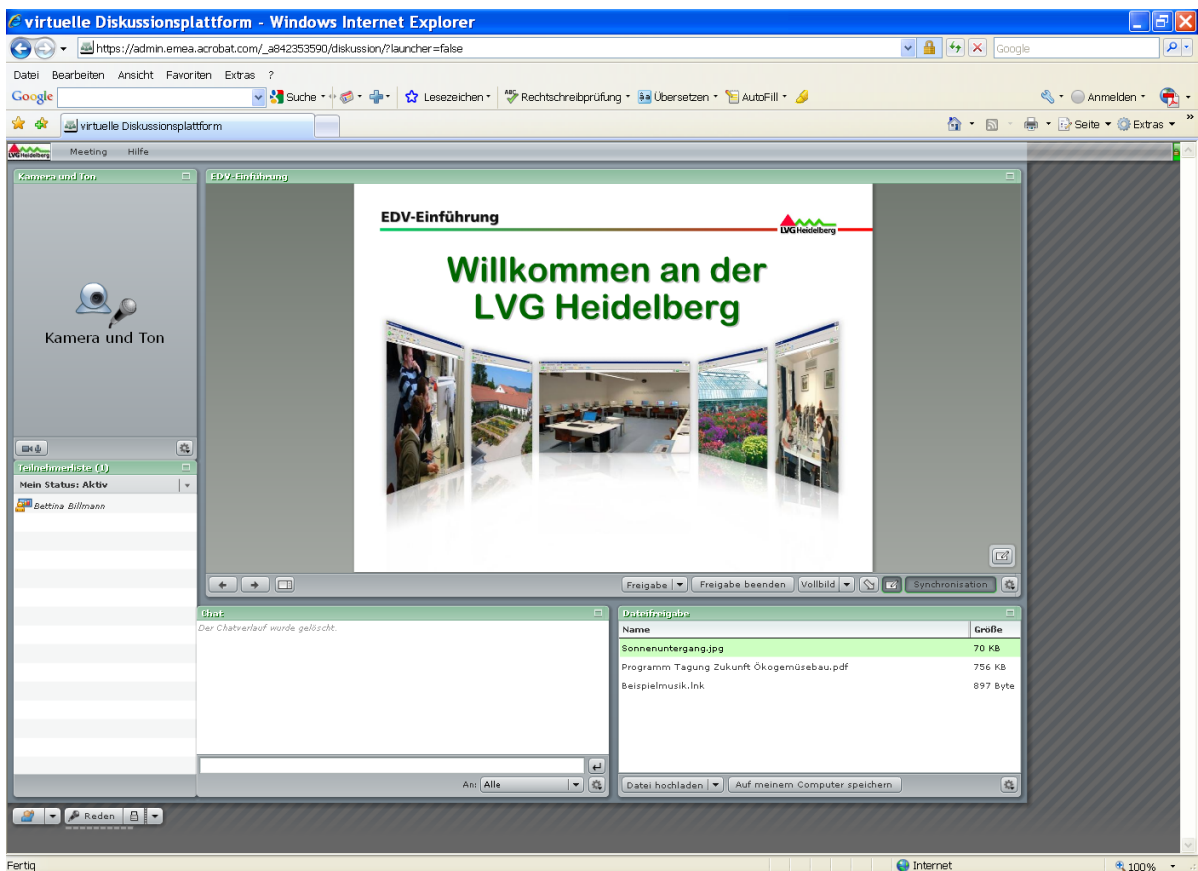 virtuelle Diskussionsplattform - Windows Internet Explorer
https://admin.emea.acrobat.com/_a842353590/diskussion/?launcher=false
Google
Datei Bearbeiten Ansicht Favoriten Extras ?
Google Suche Lesezeichen Rechtschreibprüfung Übersetzen AutoFill Anmelden
virtuelle Diskussionsplattform Seite Extras
LVG Heidelberg Meeting Hilfe
Kamera und Ton
EDV-Einführung
EDV-Einführung
LVG Heidelberg
Willkommen an der
LVG Heidelberg
Kamera und Ton
Teilnehmerliste (1)
Mein Status: Aktiv
Bettina Billmann
Freigabe Freigabe beenden Vollbild Synchronisation
Chat
Der Chatverlauf wurde gelöscht.
An: Alle
Dateifreigabe
Name Größe
Sonnenuntergang.jpg 70 KB
Programm Tagung Zukunft Ökogemüsebau.pdf 756 KB
Beispielmusik.lnk 897 Byte
Datei hochladen Auf meinem Computer speichern
Reden
Fertig Internet 100%